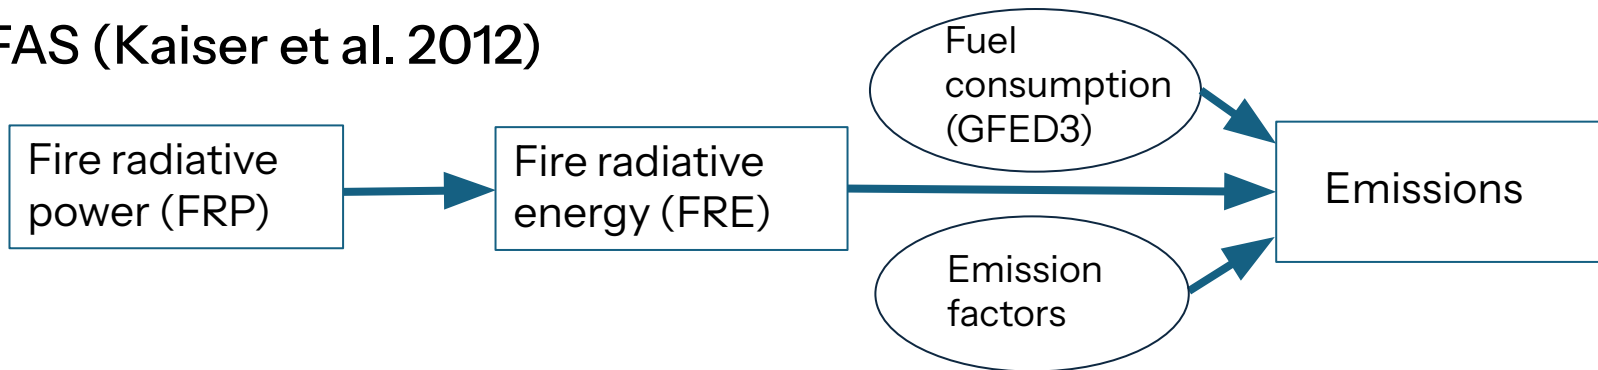 FAS (Kaiser et al. 2012)
Fuel
consumption
(GFED3)
Fire radiative
power (FRP)
Fire radiative
energy (FRE)
Emissions
Emission
factors